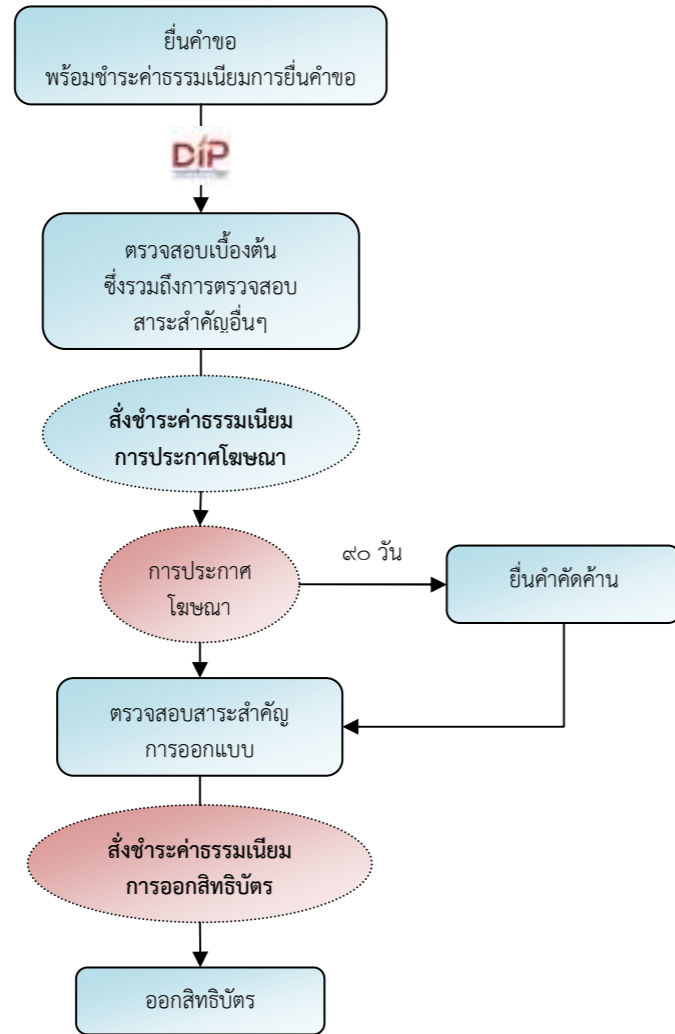 ยื่นคำขอ
พร้อมชำระค่าธรรมเนียมการยื่นคำขอ
DiP
ตรวจสอบเบื้องต้น
ซึ่งรวมถึงการตรวจสอบ
สาระสำคัญอื่นๆ
สั่งชำระค่าธรรมเนียม
การประกาศโฆษณา
การประกาศ
โฆษณา
๙๐ วัน
ยื่นคำคัดค้าน
ตรวจสอบสาระสำคัญ
การออกแบบ
สั่งชำระค่าธรรมเนียม
การออกสิทธิบัตร
ออกสิทธิบัตร